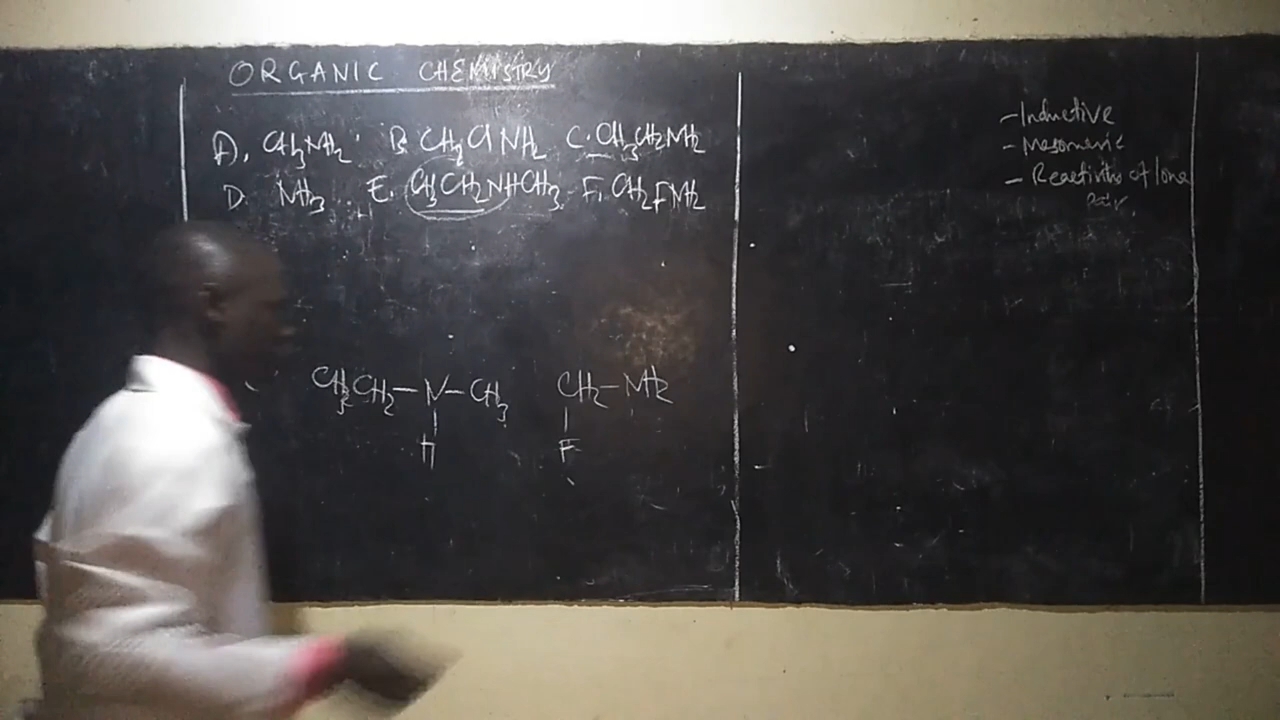 ORGANIC CHEMISTRY
A. CH₃NH₂ B. CH₂ClNH₂ C. CH₃CH₂NH₂
D. NH₃ E. CH₃CH₂NHCH₃ F. CH₂FNH₂
CH₃CH₂—N—CH₃ CH₂—NH₂
H F
- Inductive
- Mesomeric
- Reactivity of lone
Pair